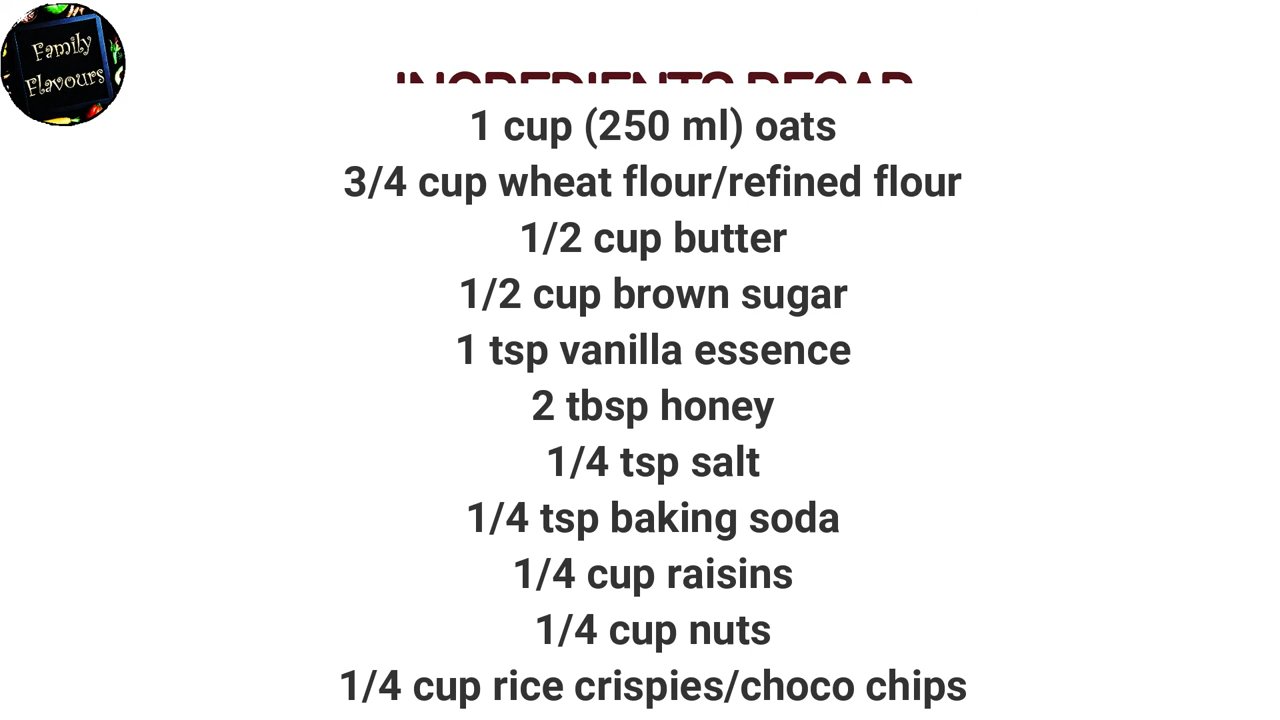 Family
Flavours
INGREDIENTS RECAP
1 cup (250 ml) oats
3/4 cup wheat flour/refined flour
1/2 cup butter
1/2 cup brown sugar
1 tsp vanilla essence
2 tbsp honey
1/4 tsp salt
1/4 tsp baking soda
1/4 cup raisins
1/4 cup nuts
1/4 cup rice crispies/choco chips